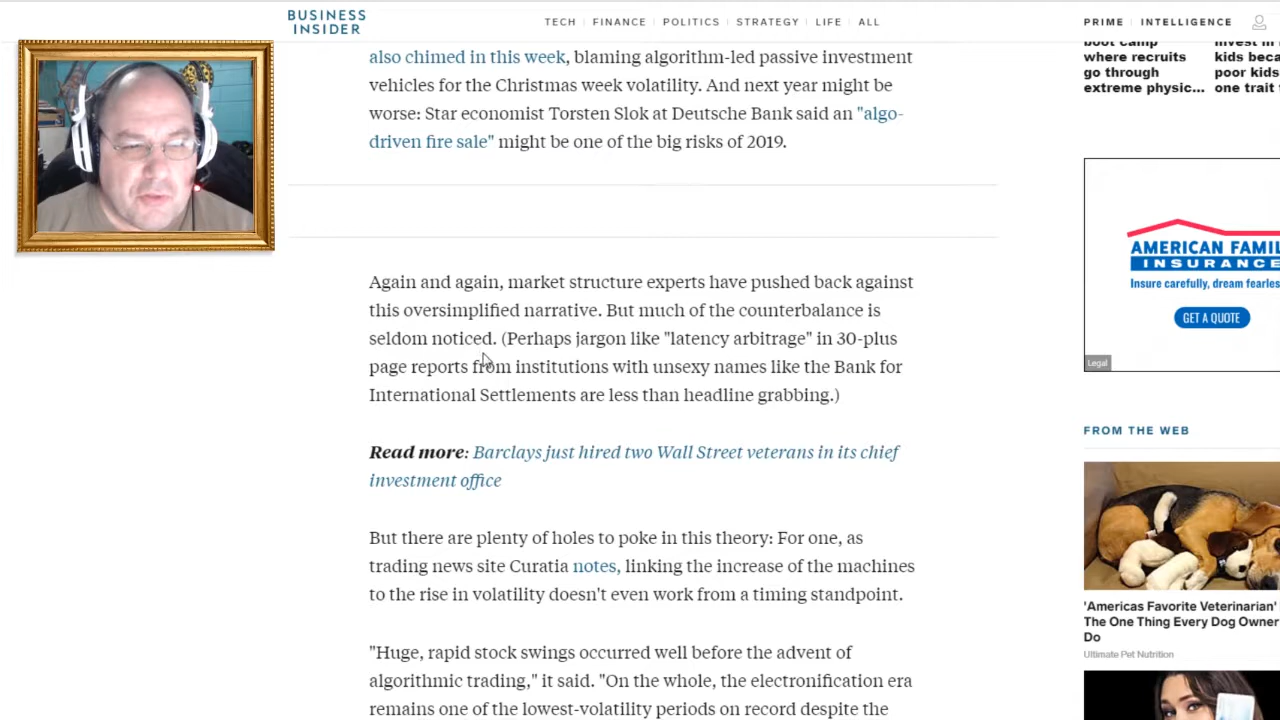 BUSINESS
INSIDER
TECH FINANCE POLITICS STRATEGY LIFE ALL
PRIME INTELLIGENCE
also chimed in this week, blaming algorithm-led passive investment
vehicles for the Christmas week volatility. And next year might be
worse: Star economist Torsten Slok at Deutsche Bank said an "algo-
driven fire sale" might be one of the big risks of 2019.
Again and again, market structure experts have pushed back against
this oversimplified narrative. But much of the counterbalance is
seldom noticed. (Perhaps jargon like "latency arbitrage" in 30-plus
page reports from institutions with unsexy names like the Bank for
International Settlements are less than headline grabbing.)
Read more: Barclays just hired two Wall Street veterans in its chief
investment office
But there are plenty of holes to poke in this theory: For one, as
trading news site Curatia notes, linking the increase of the machines
to the rise in volatility doesn't even work from a timing standpoint.
"Huge, rapid stock swings occurred well before the advent of
algorithmic trading," it said. "On the whole, the electronification era
remains one of the lowest-volatility periods on record despite the
boot camp
where recruits
go through
extreme physic...
invest in
kids beca
poor kids
one trait
AMERICAN FAMI
INSURANC
Insure carefully, dream fearles
GET A QUOTE
Legal
FROM THE WEB
'Americas Favorite Veterinarian'
The One Thing Every Dog Owner
Do
Ultimate Pet Nutrition